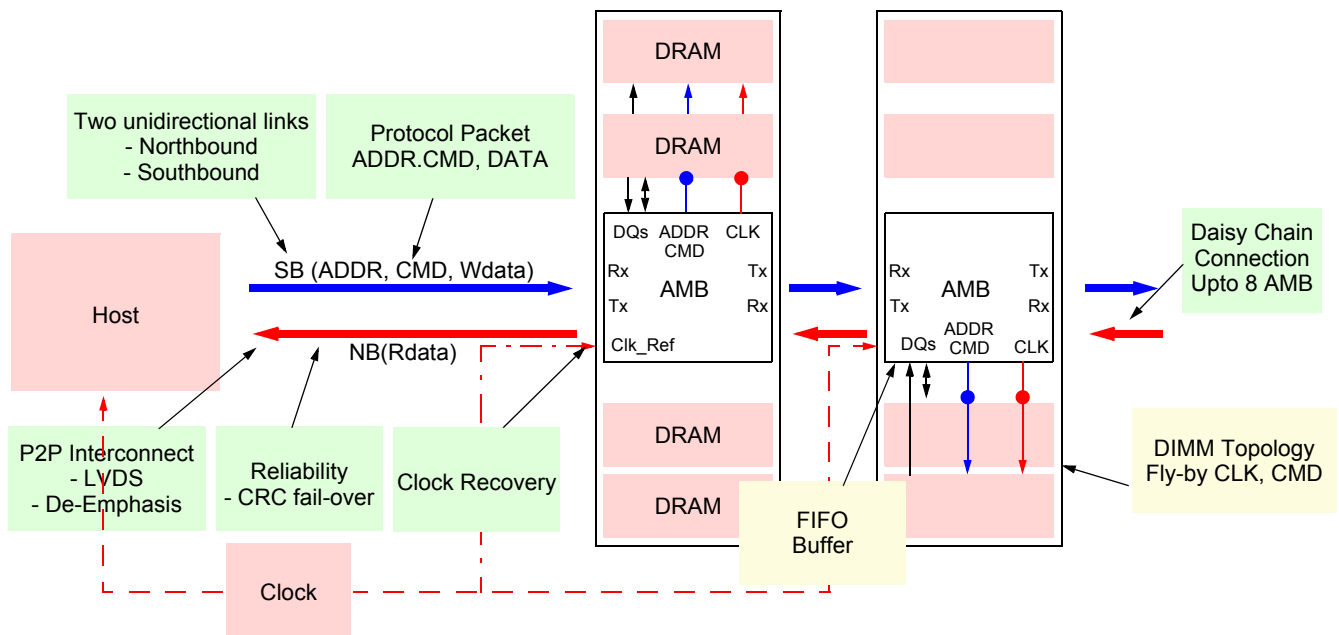 DRAM
DRAM
Two unidirectional links
- Northbound
- Southbound
Protocol Packet
ADDR.CMD, DATA
DQs
ADDR
CMD
CLK
Rx
Tx
AMB
Tx
Rx
Clk_Ref
Rx
Tx
AMB
Tx
Rx
DQs
ADDR
CMD
CLK
Daisy Chain
Connection
Upto 8 AMB
SB (ADDR, CMD, Wdata)
Host
NB(Rdata)
P2P Interconnect
- LVDS
- De-Emphasis
Reliability
- CRC fail-over
Clock Recovery
DRAM
DRAM
FIFO
Buffer
DIMM Topology
Fly-by CLK, CMD
Clock